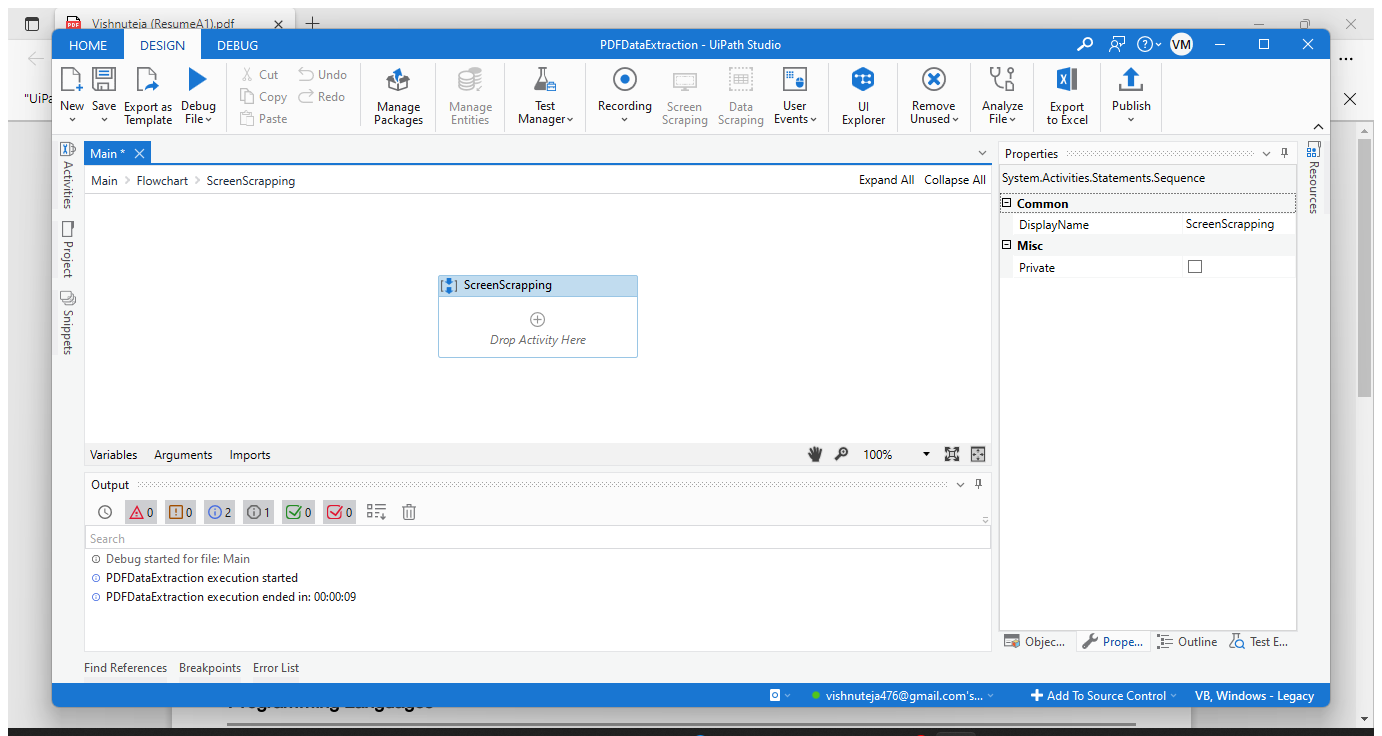 Vishnuteja (ResumeA1).pdf
HOME DESIGN DEBUG PDFDataExtraction - UiPath Studio VM
"UiPa
New Save Export as Template Debug File
Cut Undo
Copy Redo
Paste
Manage Packages Manage Entities Test Manager Recording Screen Scraping Data Scraping User Events UI Explorer Remove Unused Analyze File Export to Excel Publish
Activities
Project
Snippets
Main *
Main > Flowchart > ScreenScrapping Expand All Collapse All
ScreenScrapping
Drop Activity Here
Variables Arguments Imports 100%
Output
0 0 2 1 0 0
Search
Debug started for file: Main
PDFDataExtraction execution started
PDFDataExtraction execution ended in: 00:00:09
Find References Breakpoints Error List
Properties
System.Activities.Statements.Sequence
Common
DisplayName ScreenScrapping
Misc
Private
Resources
Objec... Prope... Outline Test E...
vishnuteja476@gmail.com's... Add To Source Control VB, Windows - Legacy
Programming Languages